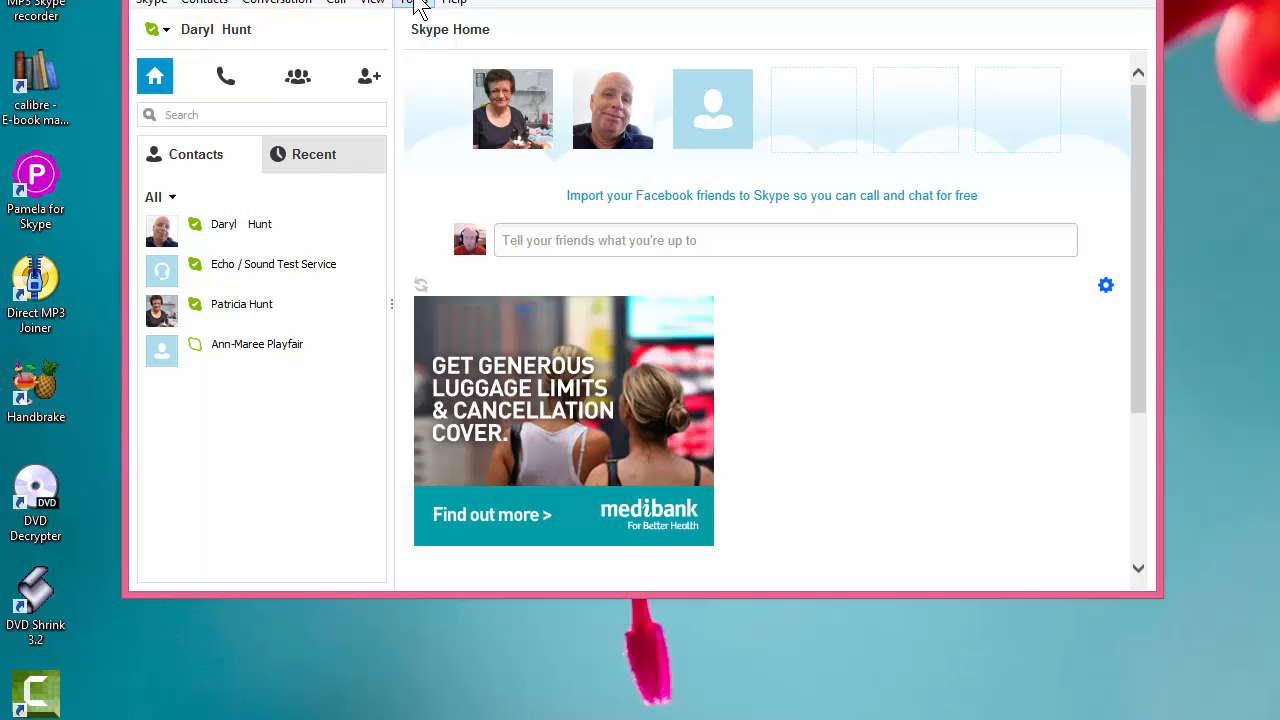 MP3 Skype
recorder
calibre -
E-book ma...
Pamela for
Skype
Direct MP3
Joiner
Handbrake
DVD
DVD
Decrypter
DVD Shrink
3.2
Skype Contacts Conversation Call View Tools Help
Daryl Hunt
Skype Home
Search
Contacts
Recent
All
Daryl Hunt
Echo / Sound Test Service
Patricia Hunt
Ann-Maree Playfair
Import your Facebook friends to Skype so you can call and chat for free
Tell your friends what you're up to
GET GENEROUS
LUGGAGE LIMITS
& CANCELLATION
COVER.
Find out more >
medibank
For Better Health